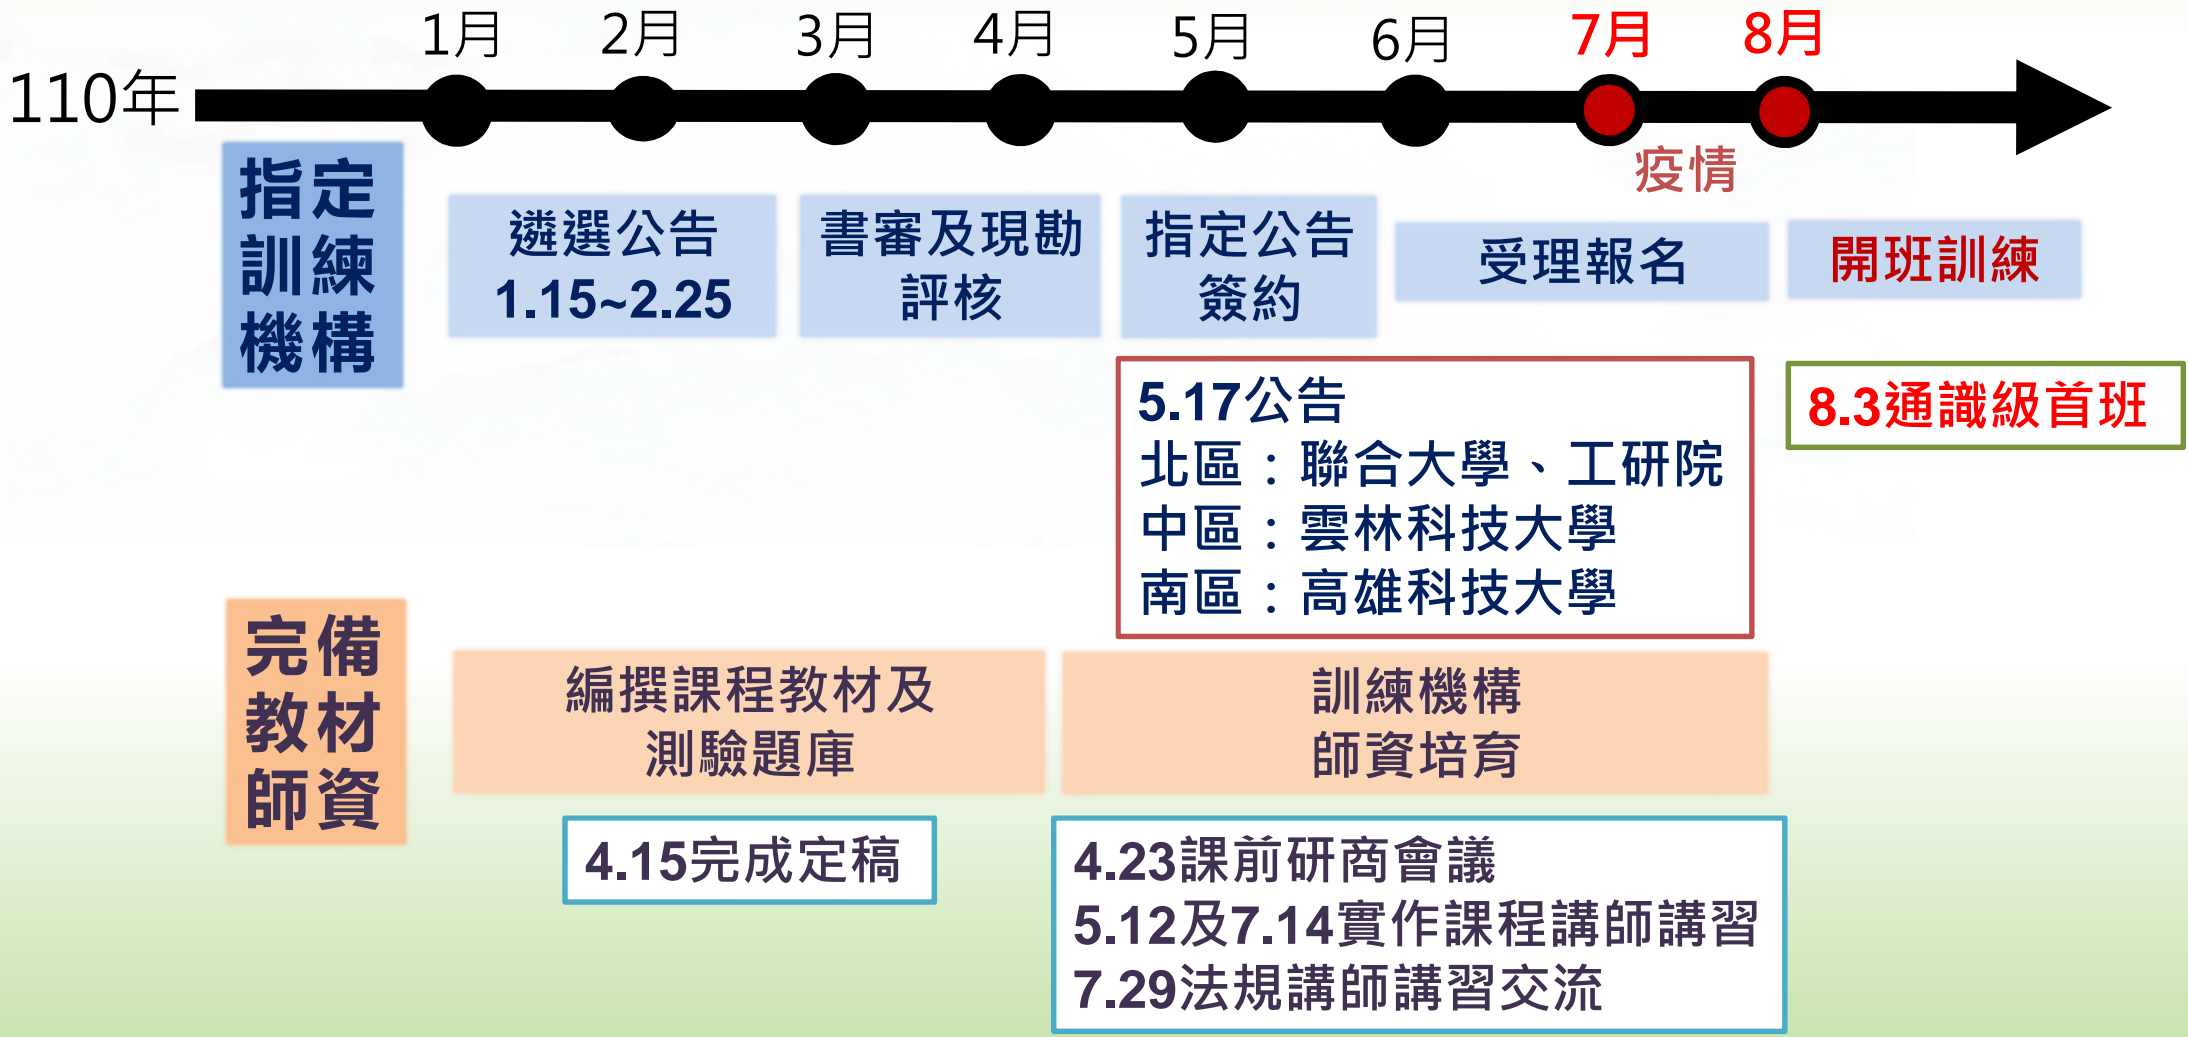 1月 2月 3月 4月 5月 6月 7月 8月
110年
疫情
指定
訓練
機構
遴選公告
1.15~2.25
書審及現勘
評核
指定公告
簽約
受理報名
開班訓練
5.17公告
北區：聯合大學、工研院
中區：雲林科技大學
南區：高雄科技大學
8.3通識級首班
完備
教材
師資
編撰課程教材及
測驗題庫
訓練機構
師資培育
4.15完成定稿
4.23課前研商會議
5.12及7.14實作課程講師講習
7.29法規講師講習交流